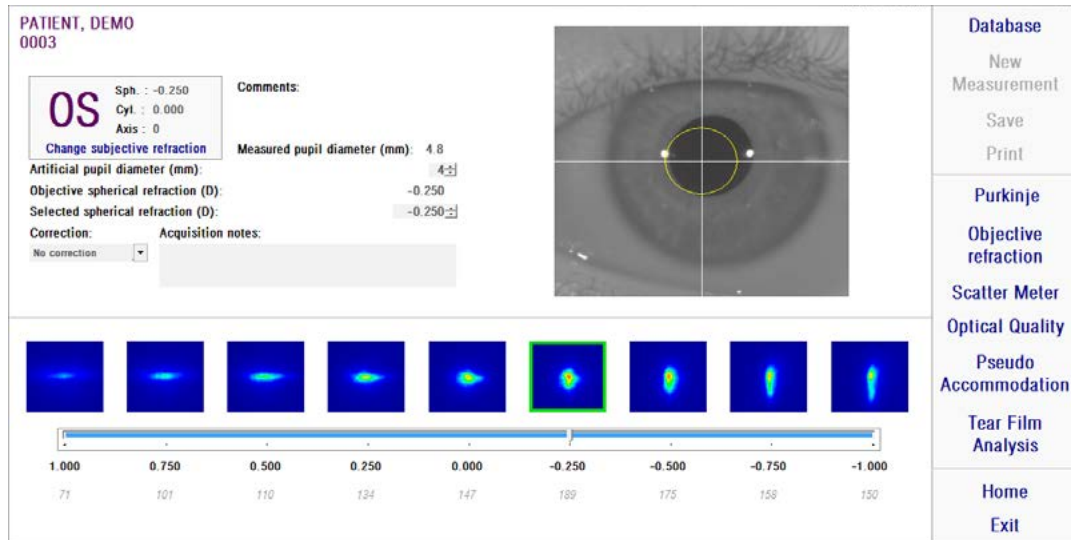 PATIENT, DEMO
0003
OS
Sph. : -0.250
Cyl. : 0.000
Axis : 0
Change subjective refraction
Comments:
Measured pupil diameter (mm): 4.8
Artificial pupil diameter (mm): 4
Objective spherical refraction (D): -0.250
Selected spherical refraction (D): -0.250
Correction: Acquisition notes:
No correction
1.000 0.750 0.500 0.250 0.000 -0.250 -0.500 -0.750 -1.000
71 101 110 134 147 189 175 158 150
Database
New
Measurement
Save
Print
Purkinje
Objective
refraction
Scatter Meter
Optical Quality
Pseudo
Accommodation
Tear Film
Analysis
Home
Exit